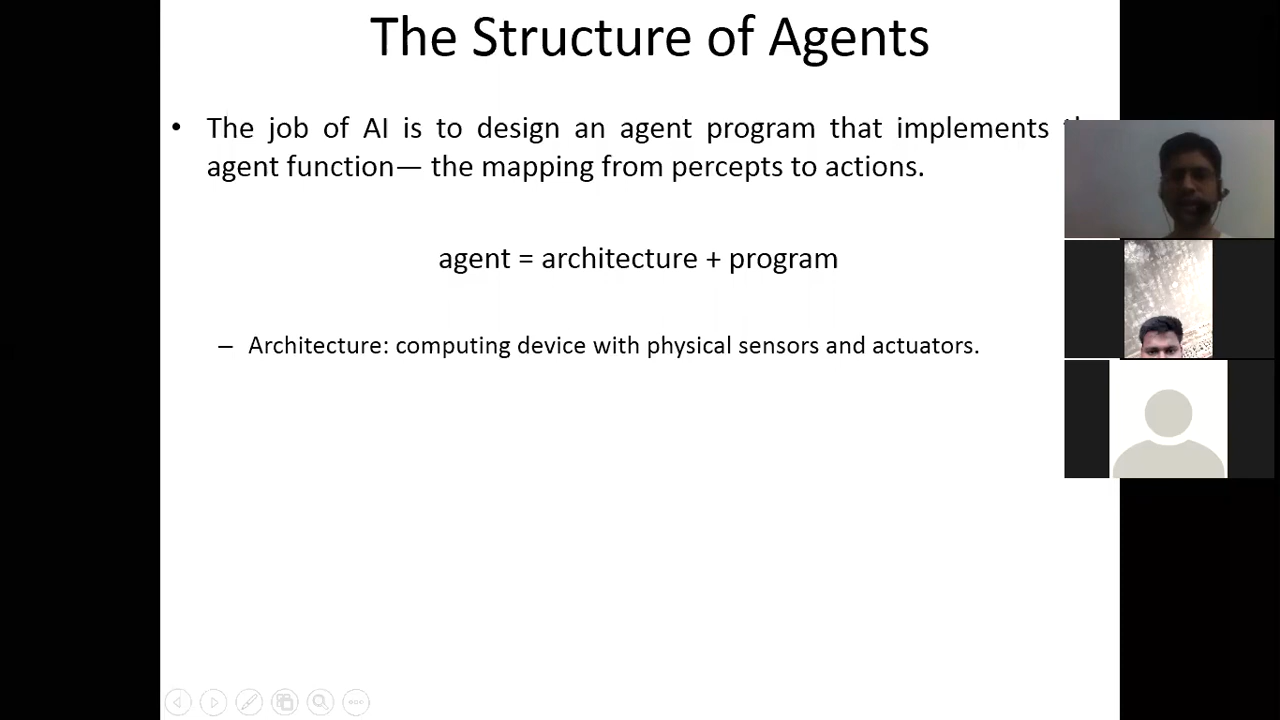 The Structure of Agents
• The job of AI is to design an agent program that implements
agent function— the mapping from percepts to actions.
agent = architecture + program
– Architecture: computing device with physical sensors and actuators.